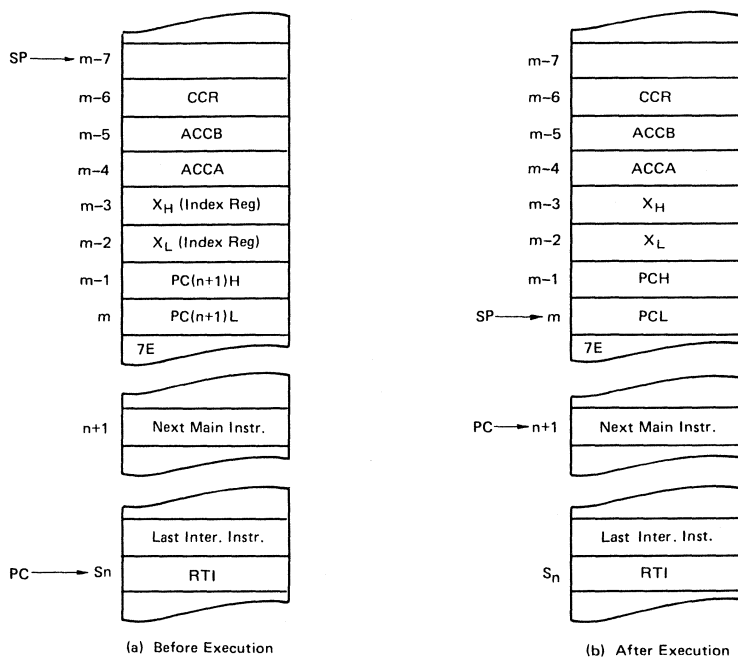 SP m–7
m–6 CCR
m–5 ACCB
m–4 ACCA
m–3 XH (Index Reg)
m–2 XL (Index Reg)
m–1 PC(n+1)H
m PC(n+1)L
7E
n+1 Next Main Instr.
Last Inter. Instr.
PC Sn RTI
(a) Before Execution
m–7
m–6 CCR
m–5 ACCB
m–4 ACCA
m–3 XH
m–2 XL
m–1 PCH
SP m PCL
7E
PC n+1 Next Main Instr.
Last Inter. Inst.
Sn RTI
(b) After Execution